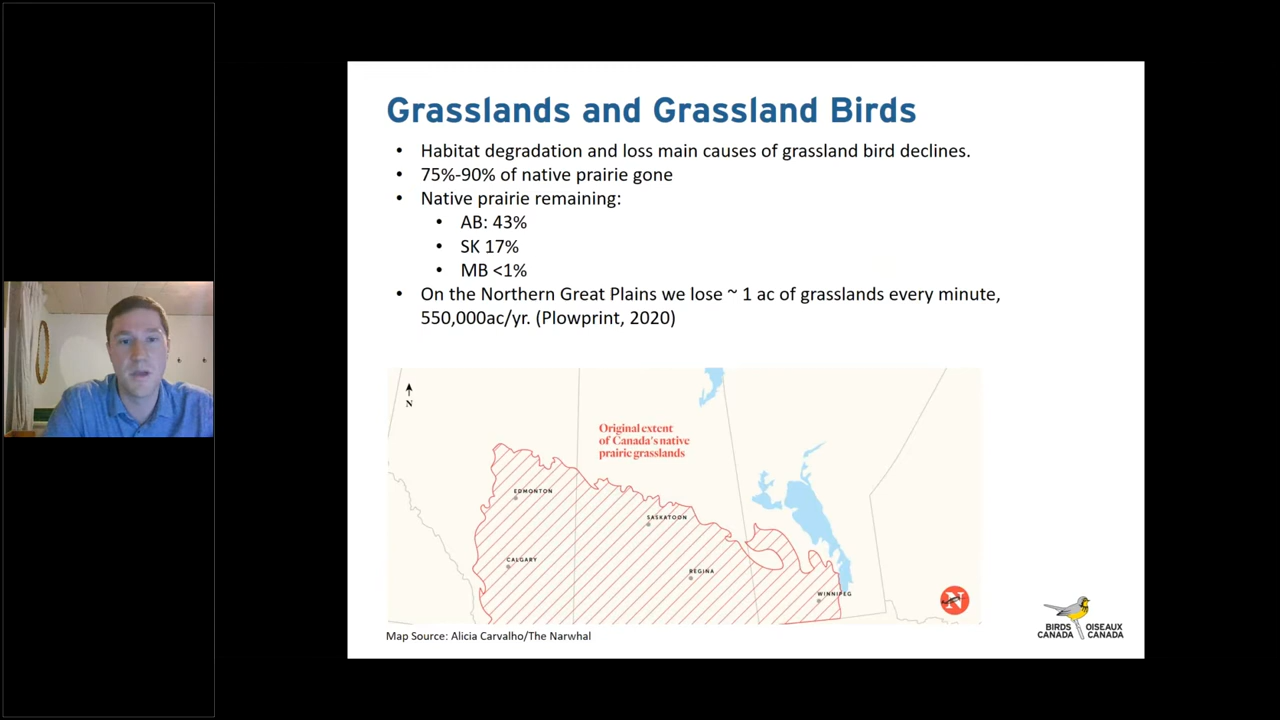 Grasslands and Grassland Birds
• Habitat degradation and loss main causes of grassland bird declines.
• 75%-90% of native prairie gone
• Native prairie remaining:
• AB: 43%
• SK 17%
• MB <1%
• On the Northern Great Plains we lose ~ 1 ac of grasslands every minute,
550,000ac/yr. (Plowprint, 2020)
N
Original extent
of Canada's native
prairie grasslands
EDMONTON
SASKATOON
CALGARY
REGINA
WINNIPEG
N
Map Source: Alicia Carvalho/The Narwhal
BIRDS OISEAUX
CANADA CANADA